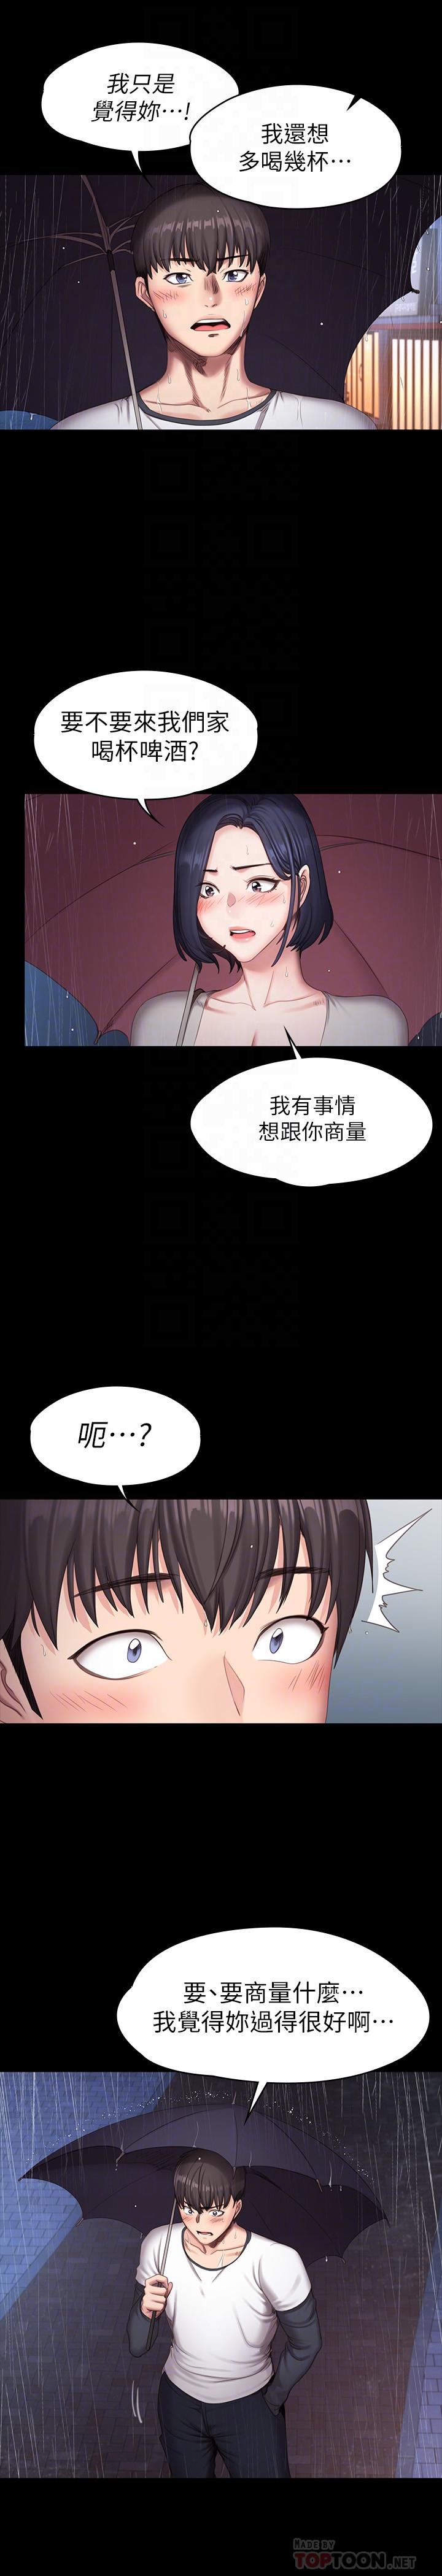 我只是
覺得妳⋯!
我還想
多喝幾杯⋯
要不要來我們家
喝杯啤酒?
我有事情
想跟你商量
呃⋯?
要、要商量什麼⋯
我覺得妳過得很好啊⋯
MADE BY
TOPTOON.NET